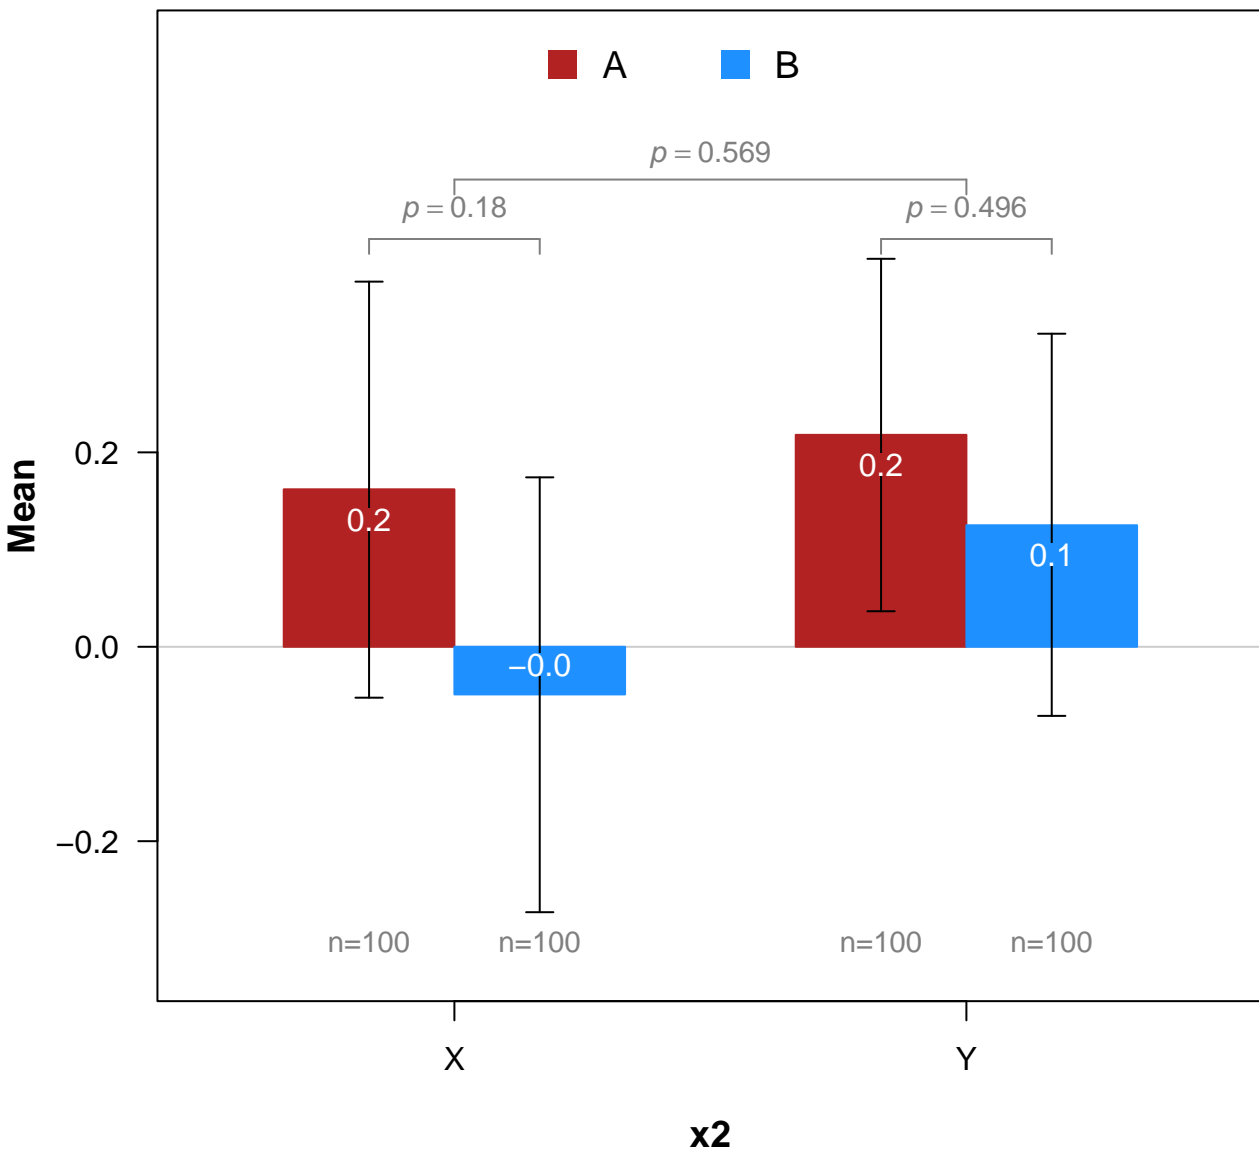 A B
p = 0.569
p = 0.18 p = 0.496
0.2
0.2
0.2
0.1
0.0
−0.0
−0.2
n=100 n=100 n=100 n=100
X Y
x2
Mean